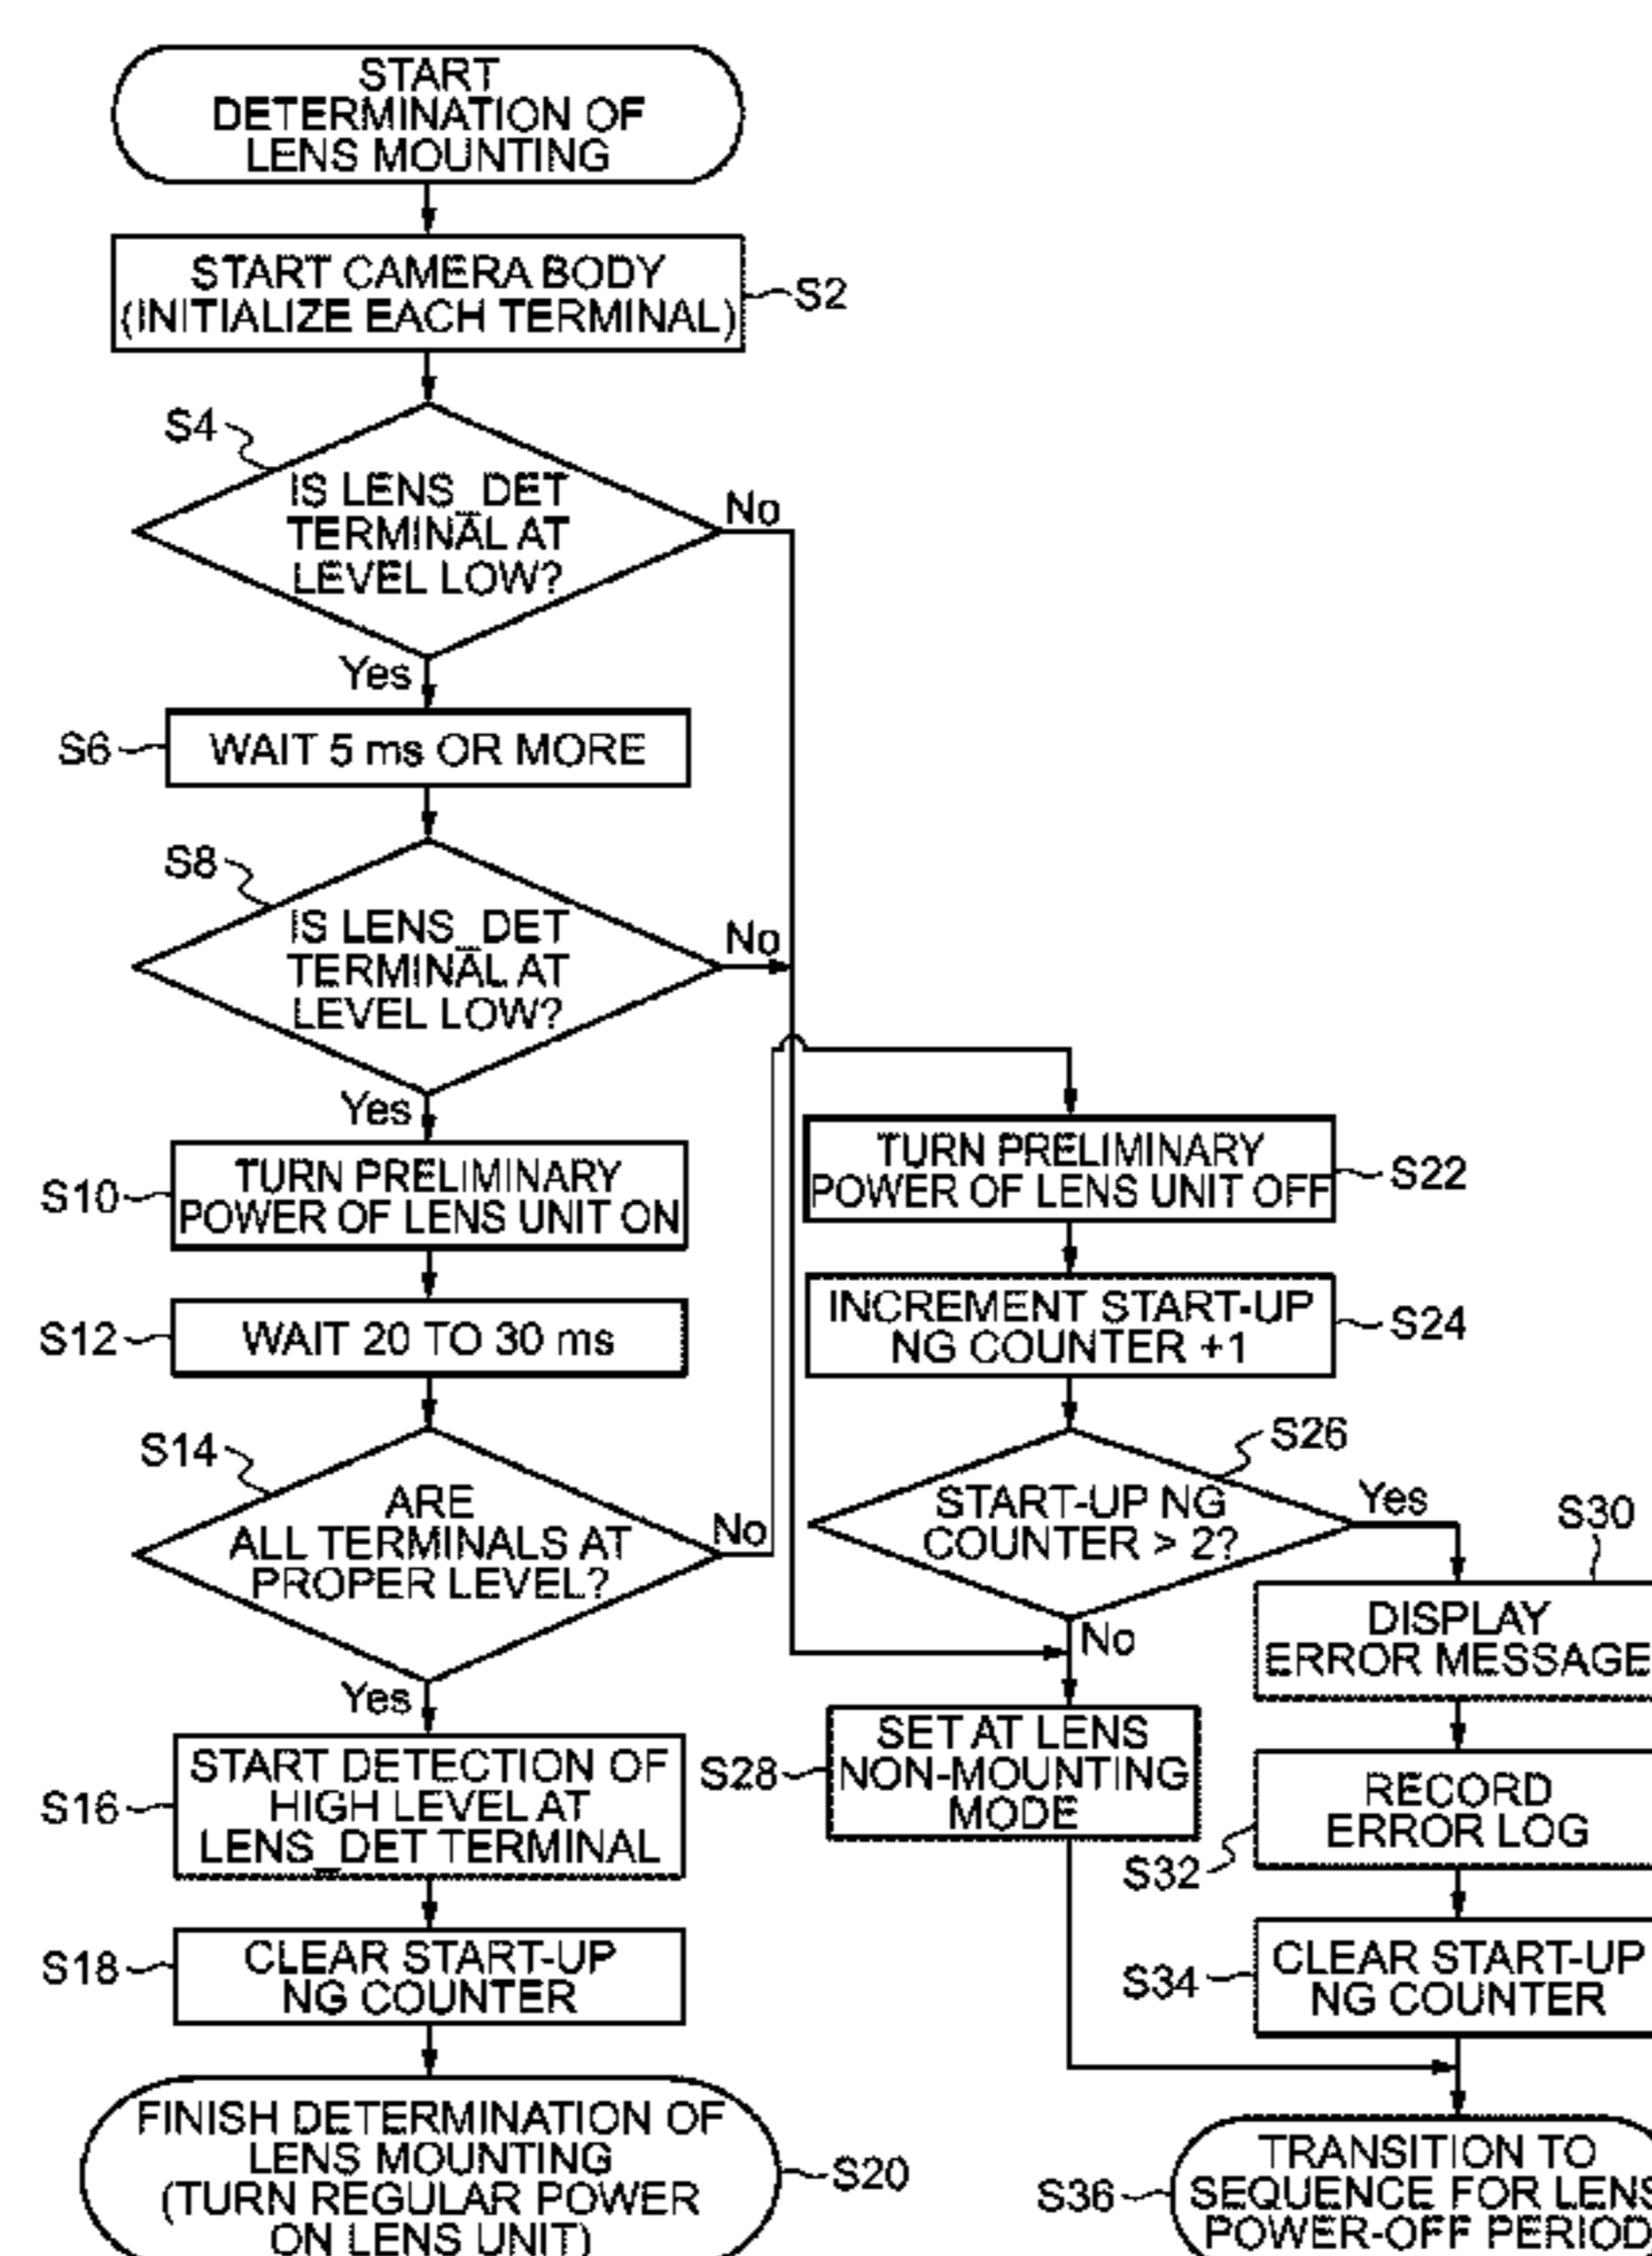 START
DETERMINATION OF
LENS MOUNTING
START CAMERA BODY
(INITIALIZE EACH TERMINAL)
S2
S4
IS LENS_DET
TERMINAL AT
LEVEL LOW?
No
Yes
S6
WAIT 5 ms OR MORE
S8
IS LENS_DET
TERMINAL AT
LEVEL LOW?
No
Yes
S10
TURN PRELIMINARY
POWER OF LENS UNIT ON
S12
WAIT 20 TO 30 ms
S14
ARE
ALL TERMINALS AT
PROPER LEVEL?
No
Yes
S16
START DETECTION OF
HIGH LEVEL AT
LENS_DET TERMINAL
S18
CLEAR START-UP
NG COUNTER
FINISH DETERMINATION OF
LENS MOUNTING
(TURN REGULAR POWER
ON LENS UNIT)
S20
TURN PRELIMINARY
POWER OF LENS UNIT OFF
S22
INCREMENT START-UP
NG COUNTER +1
S24
S26
START-UP NG
COUNTER > 2?
Yes
No
S28
SET AT LENS
NON-MOUNTING
MODE
S30
DISPLAY
ERROR MESSAGE
RECORD
ERROR LOG
S32
S34
CLEAR START-UP
NG COUNTER
S36
TRANSITION TO
SEQUENCE FOR LENS
POWER-OFF PERIOD